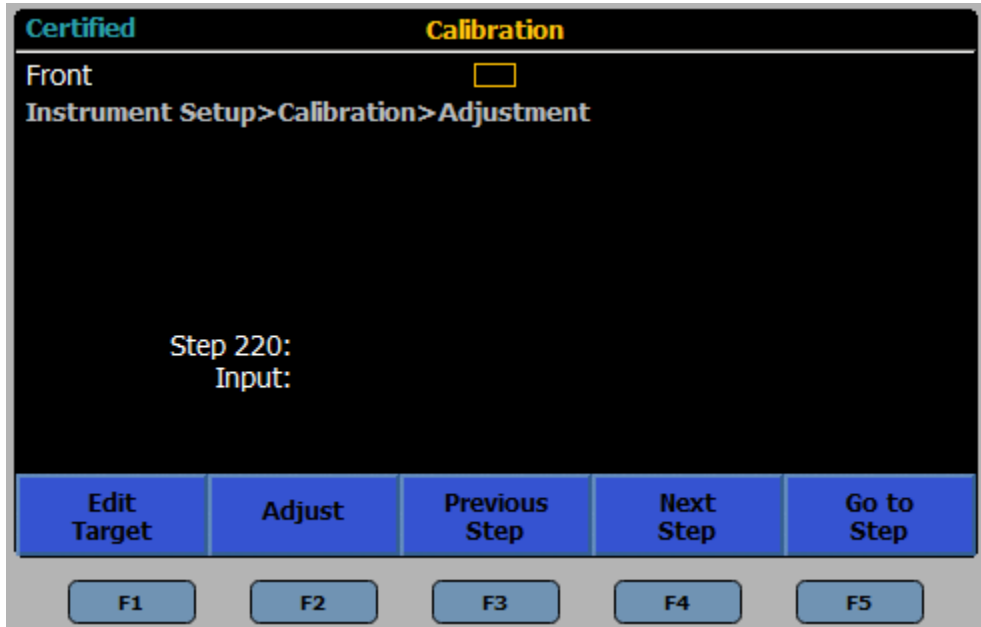 Certified
Calibration
Front
Instrument Setup>Calibration>Adjustment
Step 220:
Input:
Edit
Target
Adjust
Previous
Step
Next
Step
Go to
Step
F1
F2
F3
F4
F5